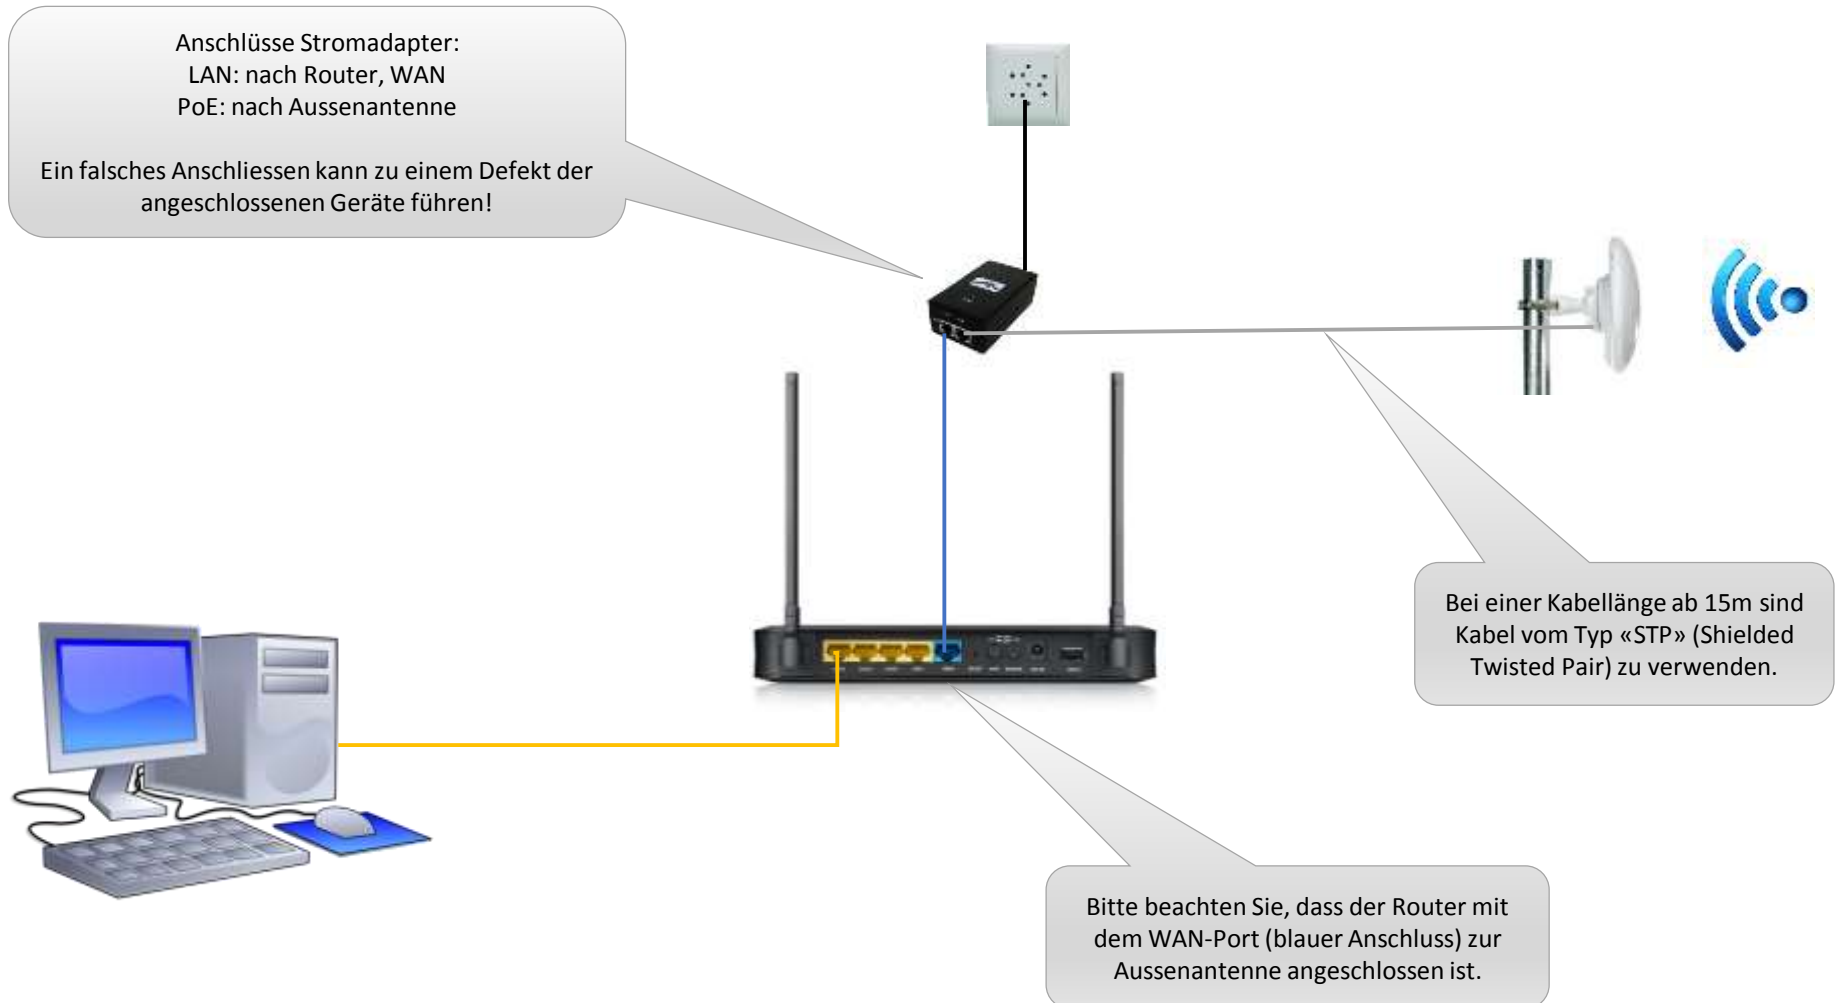 Anschlüsse Stromadapter:
LAN: nach Router, WAN
PoE: nach Aussenantenne
Ein falsches Anschliessen kann zu einem Defekt der
angeschlossenen Geräte führen!
Bei einer Kabellänge ab 15m sind
Kabel vom Typ «STP» (Shielded
Twisted Pair) zu verwenden.
Bitte beachten Sie, dass der Router mit
dem WAN-Port (blauer Anschluss) zur
Aussenantenne angeschlossen ist.